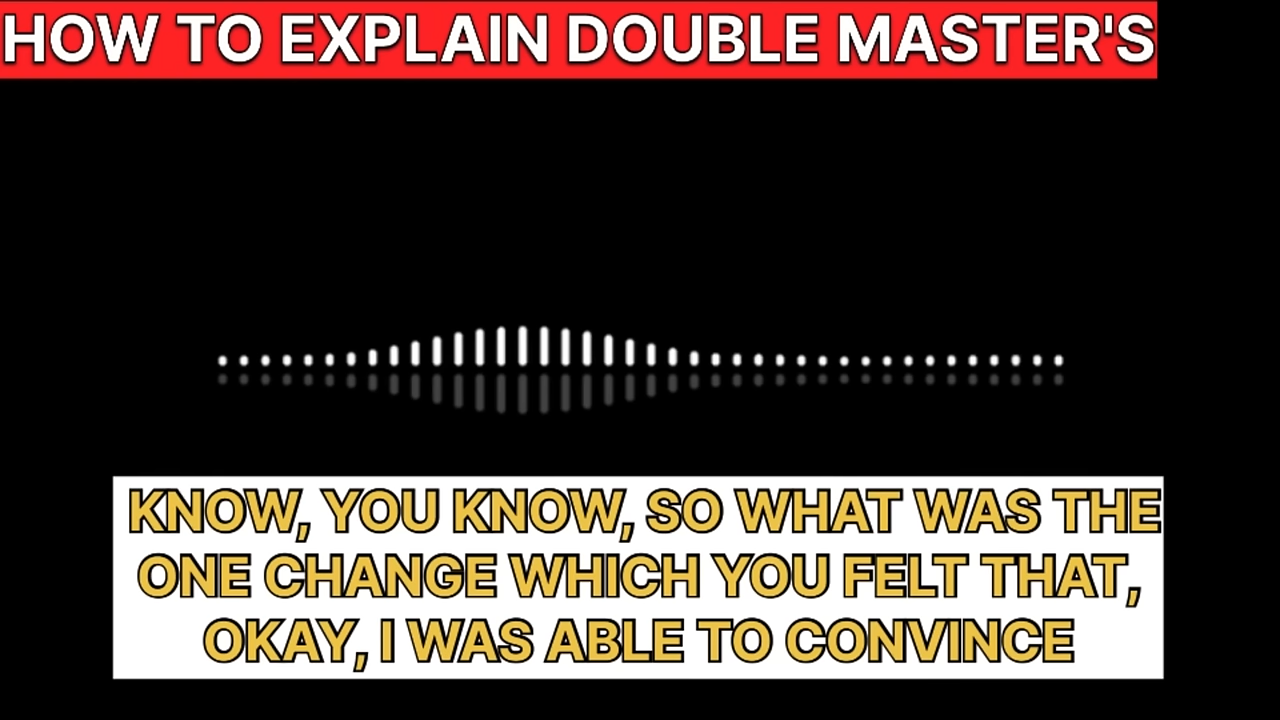 HOW TO EXPLAIN DOUBLE MASTER'S
KNOW, YOU KNOW, SO WHAT WAS THE
ONE CHANGE WHICH YOU FELT THAT,
OKAY, I WAS ABLE TO CONVINCE